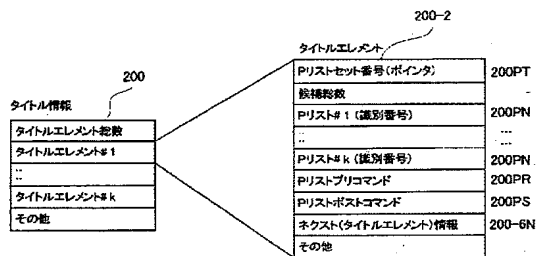 200-2
タイトルエレメント
200
Pリストセット番号(ポインタ) 200PT
候補総数
タイトル情報
Pリスト#1 (識別番号) 200PN
タイトルエレメント総数
::
タイトルエレメント#1
Pリスト#k (識別番号) 200PN
::
Pリストプリコマンド 200PR
タイトルエレメント#k
Pリストポストコマンド 200PS
その他
ネクスト(タイトルエレメント)情報 200-6N
その他